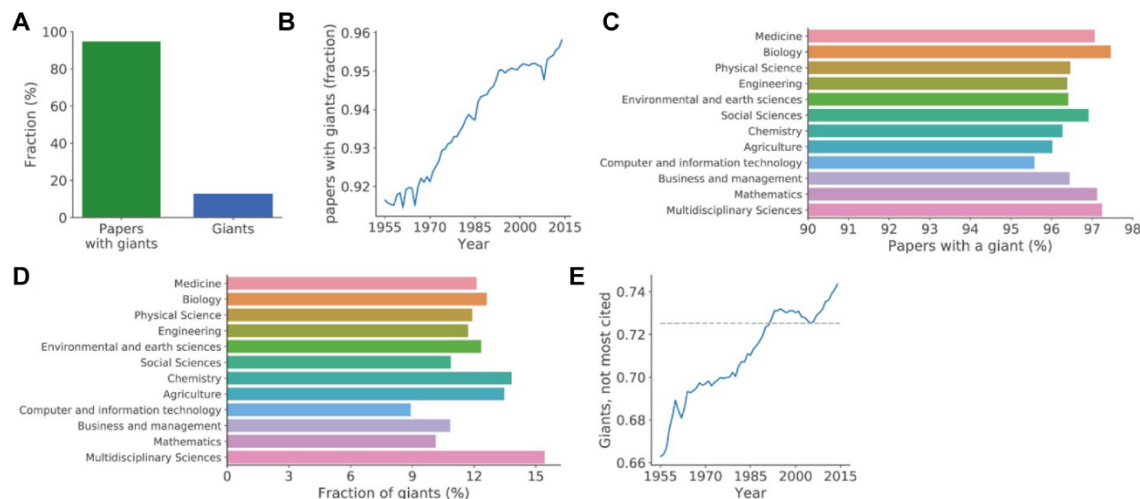 A
Fraction (%)
100
80
60
40
20
0
Papers
with giants
Giants
B
papers with giants (fraction)
0.96
0.95
0.94
0.93
0.92
1955
1970
1985
2000
2015
Year
C
Medicine
Biology
Physical Science
Engineering
Environmental and earth sciences
Social Sciences
Chemistry
Agriculture
Computer and information technology
Business and management
Mathematics
Multidisciplinary Sciences
90
91
92
93
94
95
96
97
98
Papers with a giant (%)
D
Medicine
Biology
Physical Science
Engineering
Environmental and earth sciences
Social Sciences
Chemistry
Agriculture
Computer and information technology
Business and management
Mathematics
Multidisciplinary Sciences
0
3
6
9
12
15
Fraction of giants (%)
E
Giants, not most cited
0.74
0.72
0.70
0.68
0.66
1955
1970
1985
2000
2015
Year